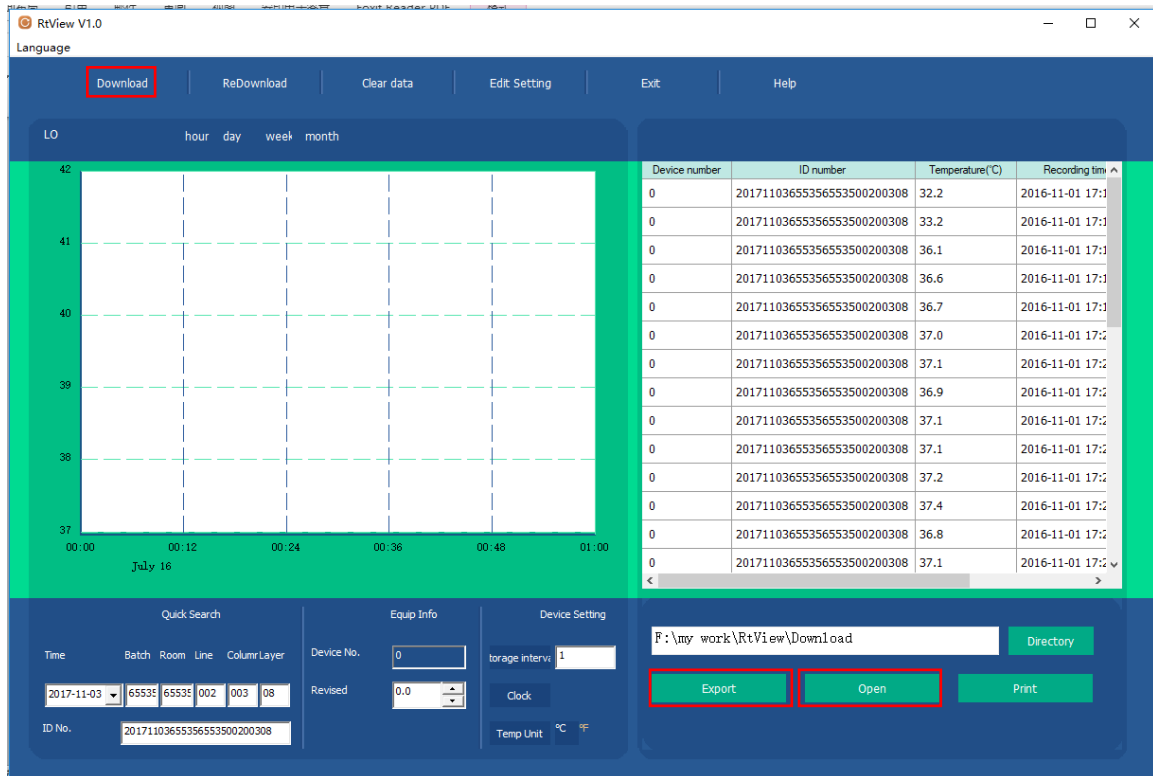 RtView V1.0
Language
Download ReDownload Clear data Edit Setting Exit Help
LO hour day week month
42
41
40
39
38
37
00:00 00:12 00:24 00:36 00:48 01:00
July 16
Device number ID number Temperature(℃) Recording tim
0 20171103655356553500200308 32.2 2016-11-01 17:1
0 20171103655356553500200308 33.2 2016-11-01 17:1
0 20171103655356553500200308 36.1 2016-11-01 17:1
0 20171103655356553500200308 36.6 2016-11-01 17:1
0 20171103655356553500200308 36.7 2016-11-01 17:1
0 20171103655356553500200308 37.0 2016-11-01 17:2
0 20171103655356553500200308 37.1 2016-11-01 17:2
0 20171103655356553500200308 36.9 2016-11-01 17:2
0 20171103655356553500200308 37.1 2016-11-01 17:2
0 20171103655356553500200308 37.1 2016-11-01 17:2
0 20171103655356553500200308 37.2 2016-11-01 17:2
0 20171103655356553500200308 37.4 2016-11-01 17:2
0 20171103655356553500200308 36.8 2016-11-01 17:2
0 20171103655356553500200308 37.1 2016-11-01 17:2
Quick Search
Time Batch Room Line Colum Layer
2017-11-03 65535 65535 002 003 08
ID No. 20171103655356553500200308
Equip Info
Device No. 0
Revised 0.0
Device Setting
torage interva 1
Clock
Temp Unit ℃ ℉
F:\my work\RtView\Download Directory
Export Open Print